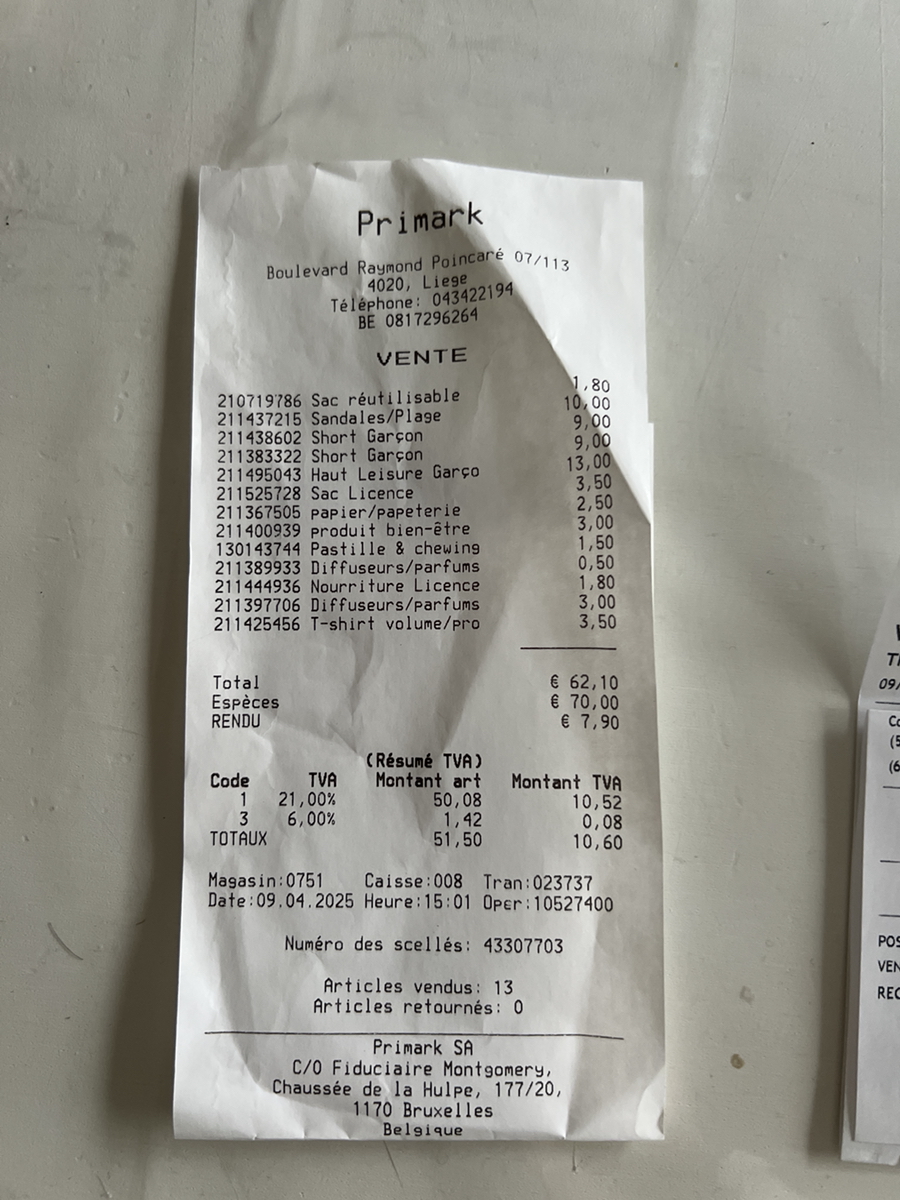 Primark
Boulevard Raymond Poincaré 07/113
4020, Liege
Téléphone: 043422194
BE 0817296264
VENTE
210719786 Sac réutilisable 1,80
211437215 Sandales/Plage 10,00
211438602 Short Garçon 9,00
211383322 Short Garçon 9,00
211495043 Haut Leisure Garço 13,00
211525728 Sac Licence 3,50
211367505 papier/papeterie 2,50
211400939 produit bien-être 3,00
130143744 Pastille & chewing 1,50
211389933 Diffuseurs/parfums 0,50
211444936 Nourriture Licence 1,80
211397706 Diffuseurs/parfums 3,00
211425456 T-shirt volume/pro 3,50
Total € 62,10
Espèces € 70,00
RENDU € 7,90
(Résumé TVA)
Code TVA Montant art Montant TVA
1 21,00% 50,08 10,52
3 6,00% 1,42 0,08
TOTAUX 51,50 10,60
Magasin:0751 Caisse:008 Tran:023737
Date:09.04.2025 Heure:15:01 Oper:10527400
Numéro des scellés: 43307703
Articles vendus: 13
Articles retournés: 0
Primark SA
C/O Fiduciaire Montgomery,
Chaussée de la Hulpe, 177/20,
1170 Bruxelles
Belgique
09/
(5
(6
POS
VEN
REC